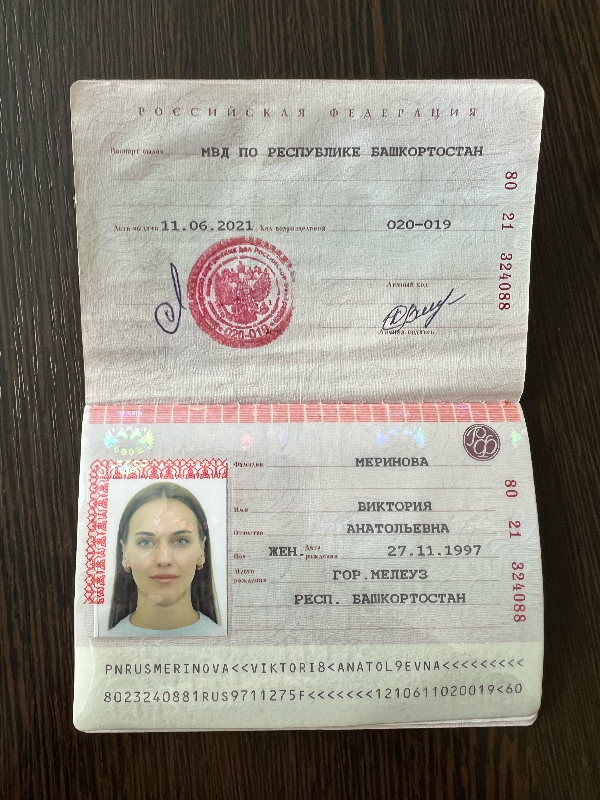 РОССИЙСКАЯ ФЕДЕРАЦИЯ
Паспорт выдан МВД ПО РЕСПУБЛИКЕ БАШКОРТОСТАН
Дата выдачи 11.06.2021 Код подразделения 020-019
Личный код
Личная подпись
020-019
80 21 324088
Фамилия МЕРИНОВА
Имя ВИКТОРИЯ
Отчество АНАТОЛЬЕВНА
Пол ЖЕН. Дата рождения 27.11.1997
Место рождения ГОР.МЕЛЕУЗ
РЕСП. БАШКОРТОСТАН
80 21 324088
PNRUSMERINOVA<<VIKTORI8<ANATOL9EVNA<<<<<<<<<
8023240881RUS9711275F<<<<<<<1210611020019<60